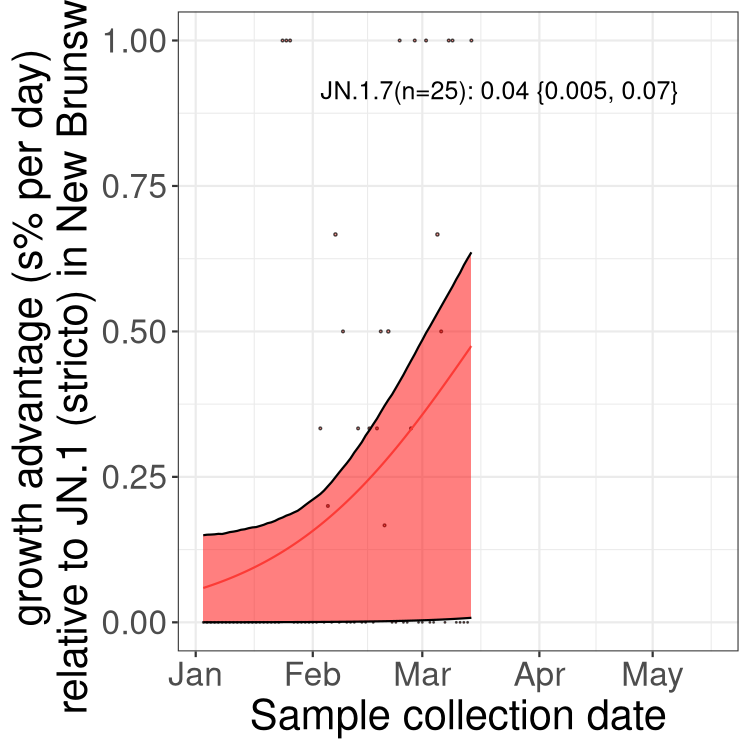 growth advantage (s% per day)
relative to JN.1 (stricto) in New Brunsw
1.00
0.75
0.50
0.25
0.00
JN.1.7(n=25): 0.04 {0.005, 0.07}
Jan Feb Mar Apr May
Sample collection date